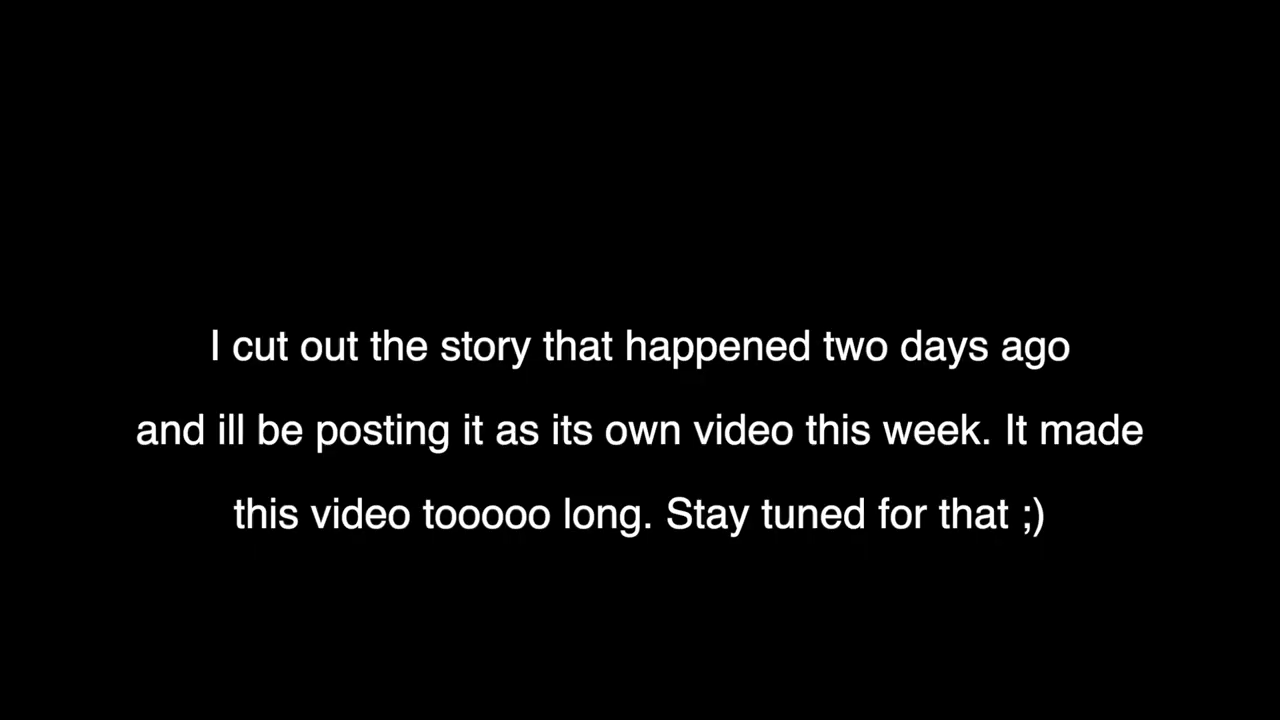 I cut out the story that happened two days ago
and ill be posting it as its own video this week. It made
this video tooooo long. Stay tuned for that ;)